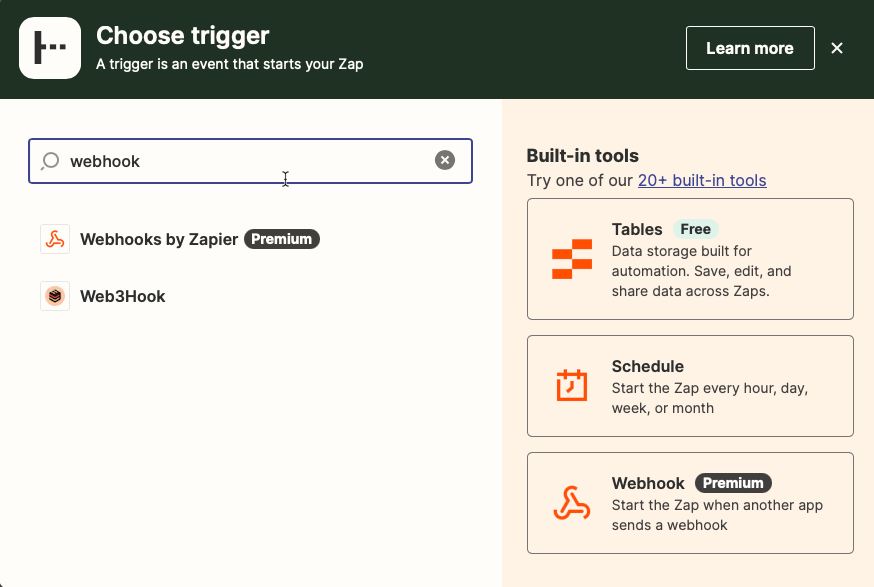 Choose trigger
A trigger is an event that starts your Zap
Learn more
webhook
Webhooks by Zapier Premium
Web3Hook
Built-in tools
Try one of our 20+ built-in tools
Tables Free
Data storage built for
automation. Save, edit, and
share data across Zaps.
Schedule
Start the Zap every hour, day,
week, or month
Webhook Premium
Start the Zap when another app
sends a webhook